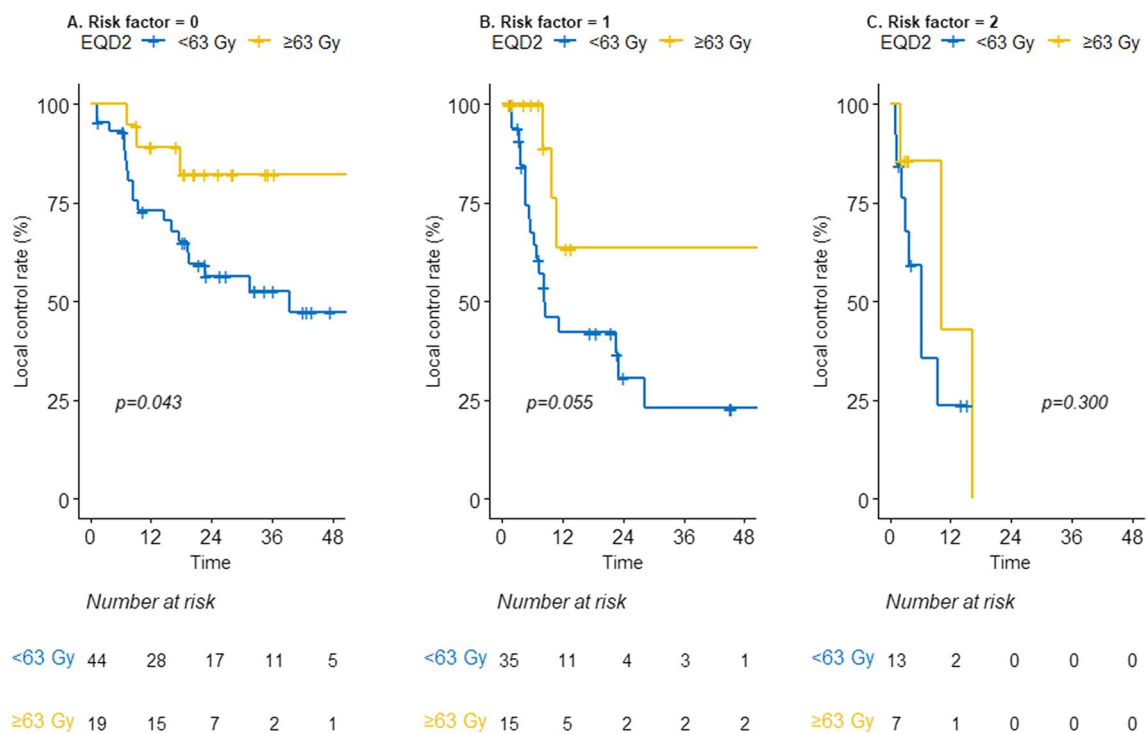 A. Risk factor = 0
EQD2 <63 Gy ≥63 Gy
Local control rate (%)
100
75
50
25
0
p=0.043
0 12 24 36 48
Time
Number at risk
<63 Gy 44 28 17 11 5
≥63 Gy 19 15 7 2 1
B. Risk factor = 1
EQD2 <63 Gy ≥63 Gy
Local control rate (%)
100
75
50
25
0
p=0.055
0 12 24 36 48
Time
Number at risk
<63 Gy 35 11 4 3 1
≥63 Gy 15 5 2 2 2
C. Risk factor = 2
EQD2 <63 Gy ≥63 Gy
Local control rate (%)
100
75
50
25
0
p=0.300
0 12 24 36 48
Time
Number at risk
<63 Gy 13 2 0 0 0
≥63 Gy 7 1 0 0 0